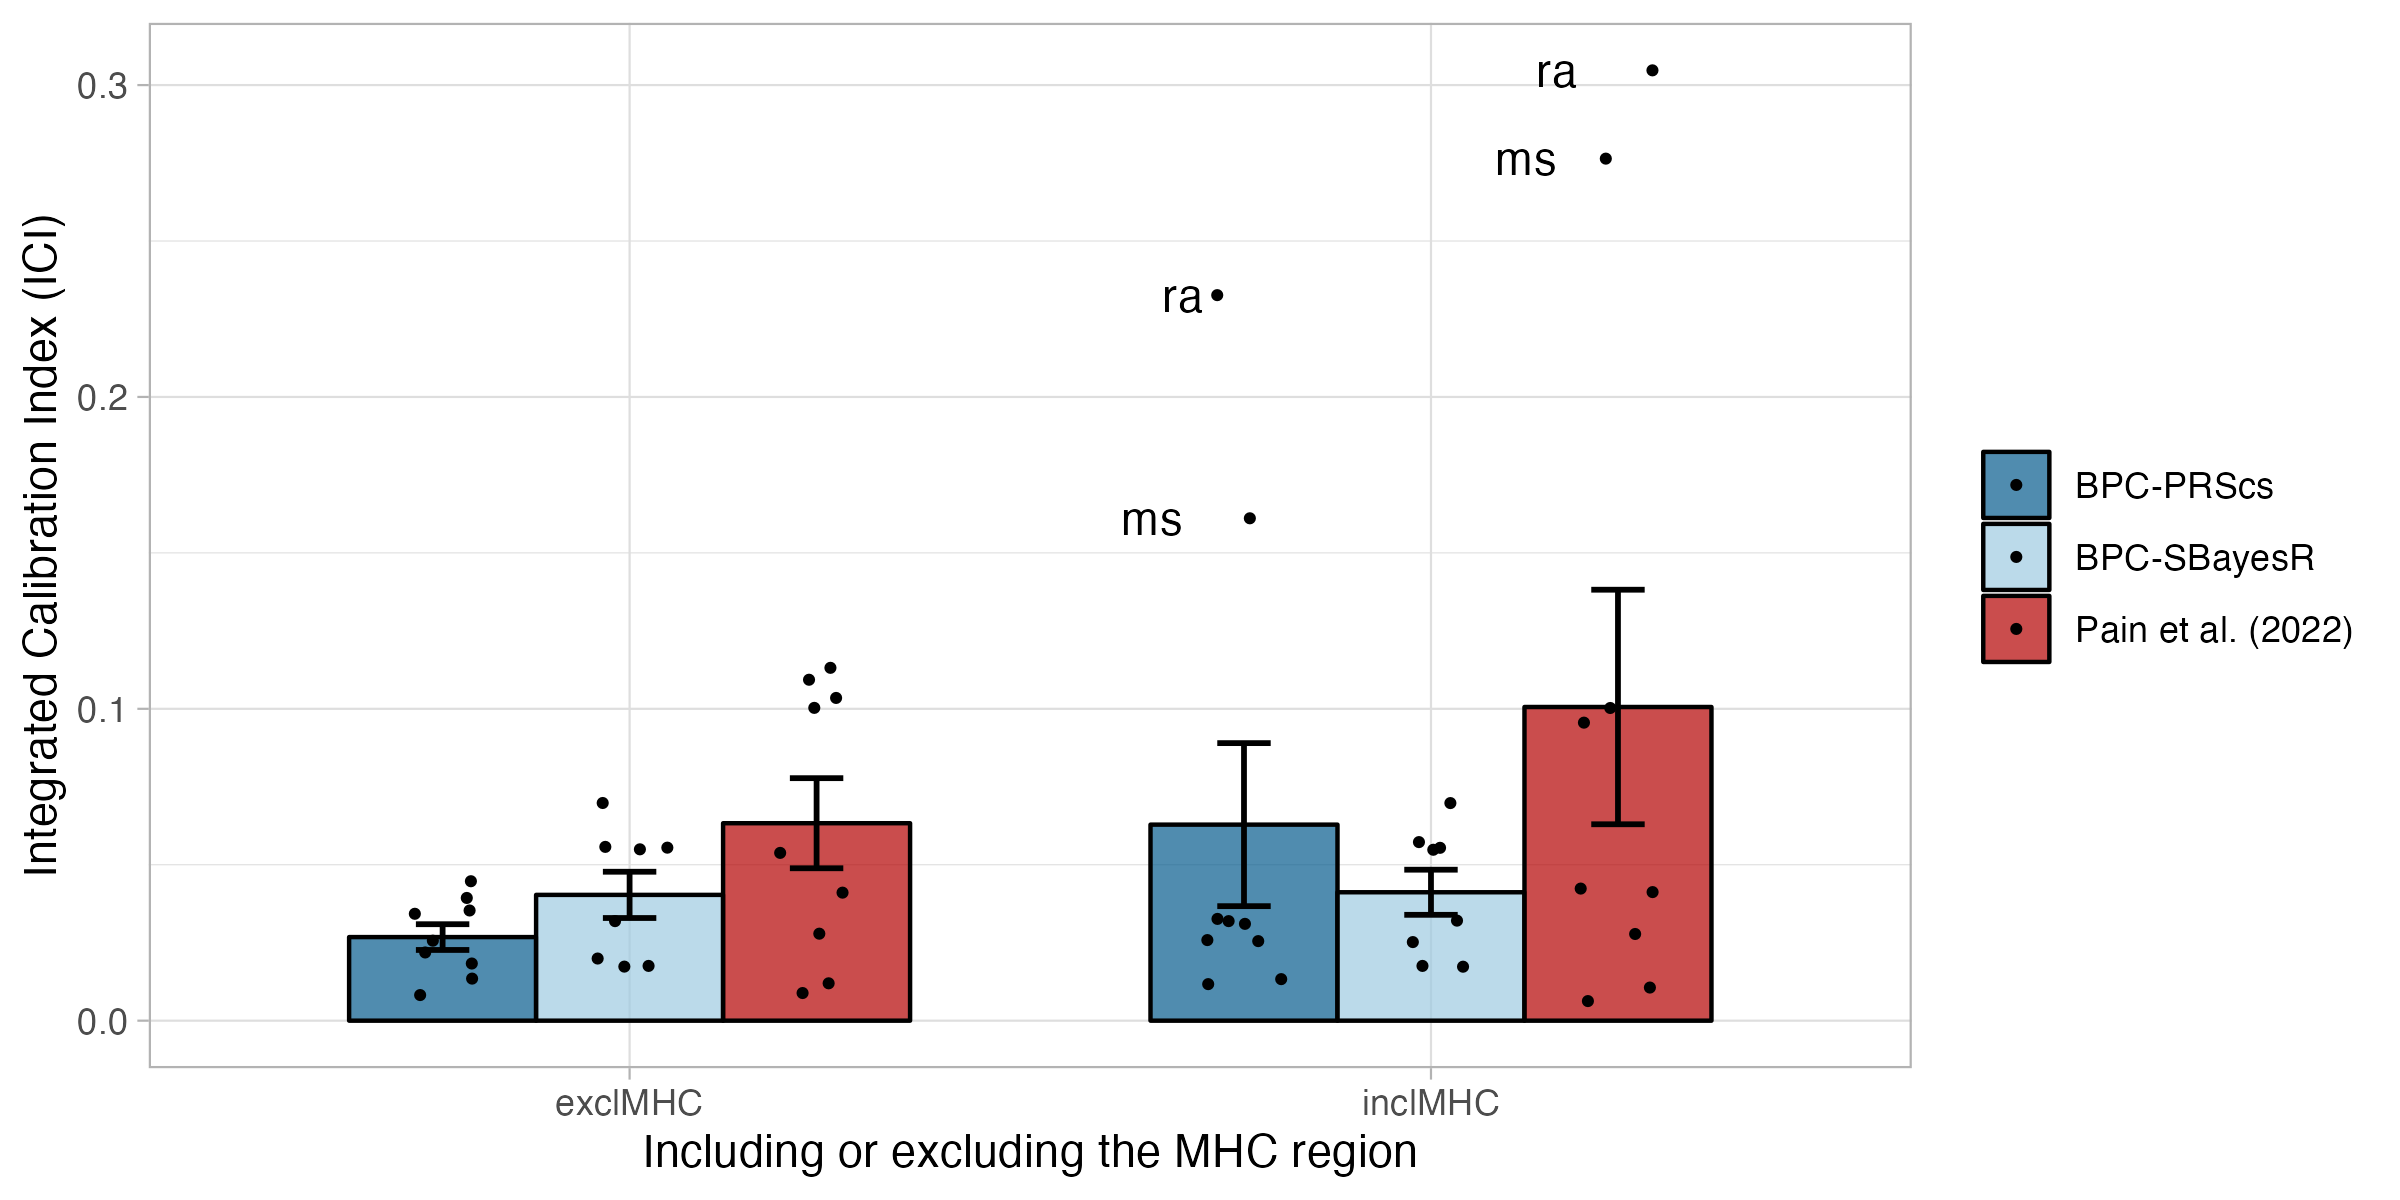 Integrated Calibration Index (ICI)
0.3
0.2
0.1
0.0
ra
ms
ra
ms
exclMHC
inclMHC
Including or excluding the MHC region
BPC-PRScs
BPC-SBayesR
Pain et al. (2022)